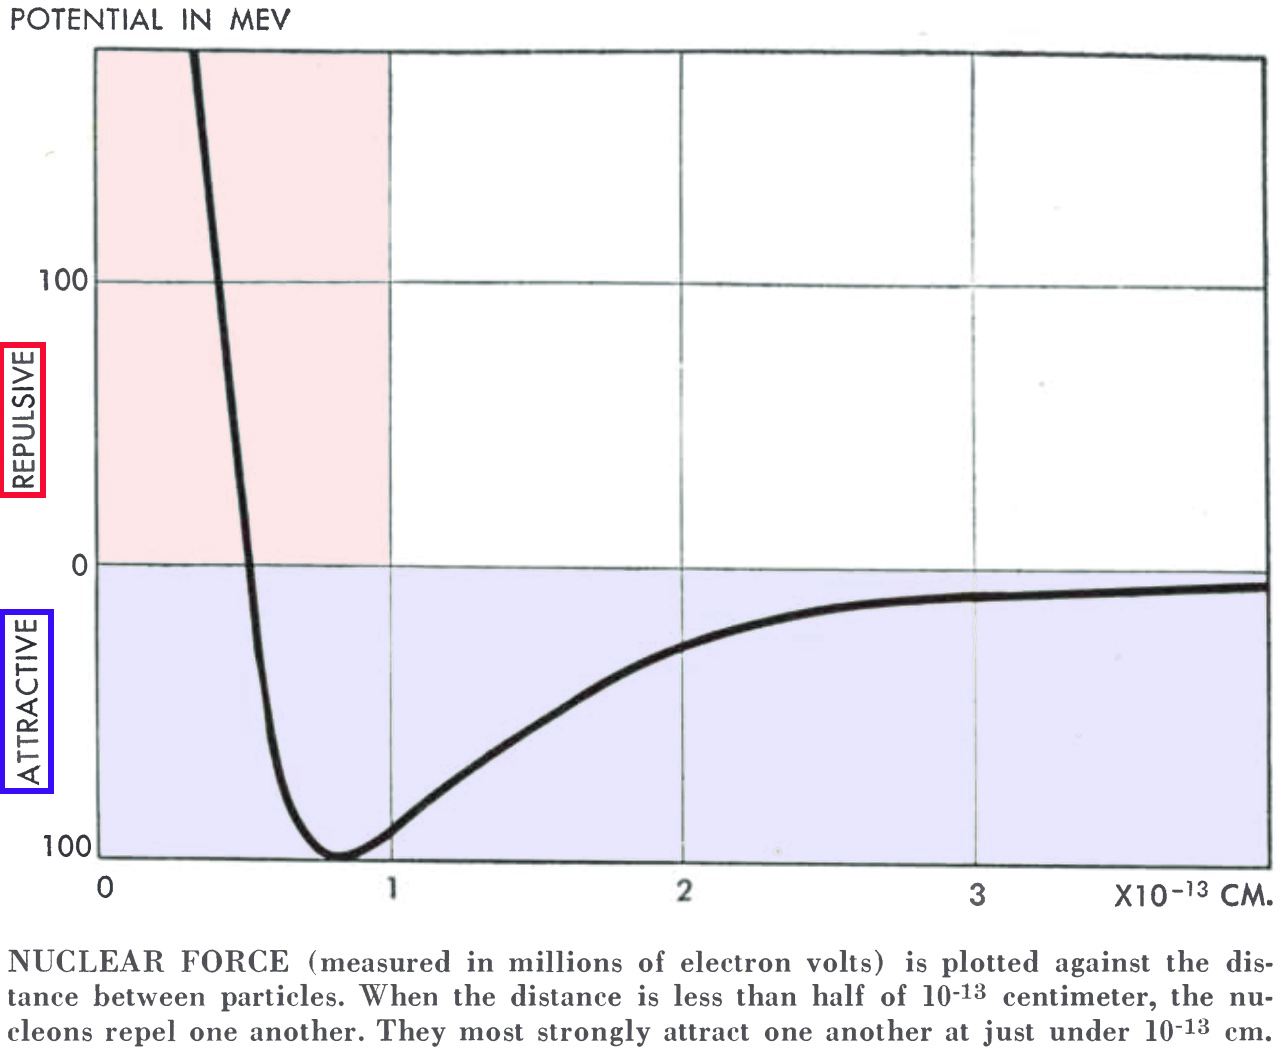 POTENTIAL IN MEV
100
REPULSIVE
0
ATTRACTIVE
100
0 1 2 3 X10⁻¹³ CM.
NUCLEAR FORCE (measured in millions of electron volts) is plotted against the dis-
tance between particles. When the distance is less than half of 10⁻¹³ centimeter, the nu-
cleons repel one another. They most strongly attract one another at just under 10⁻¹³ cm.